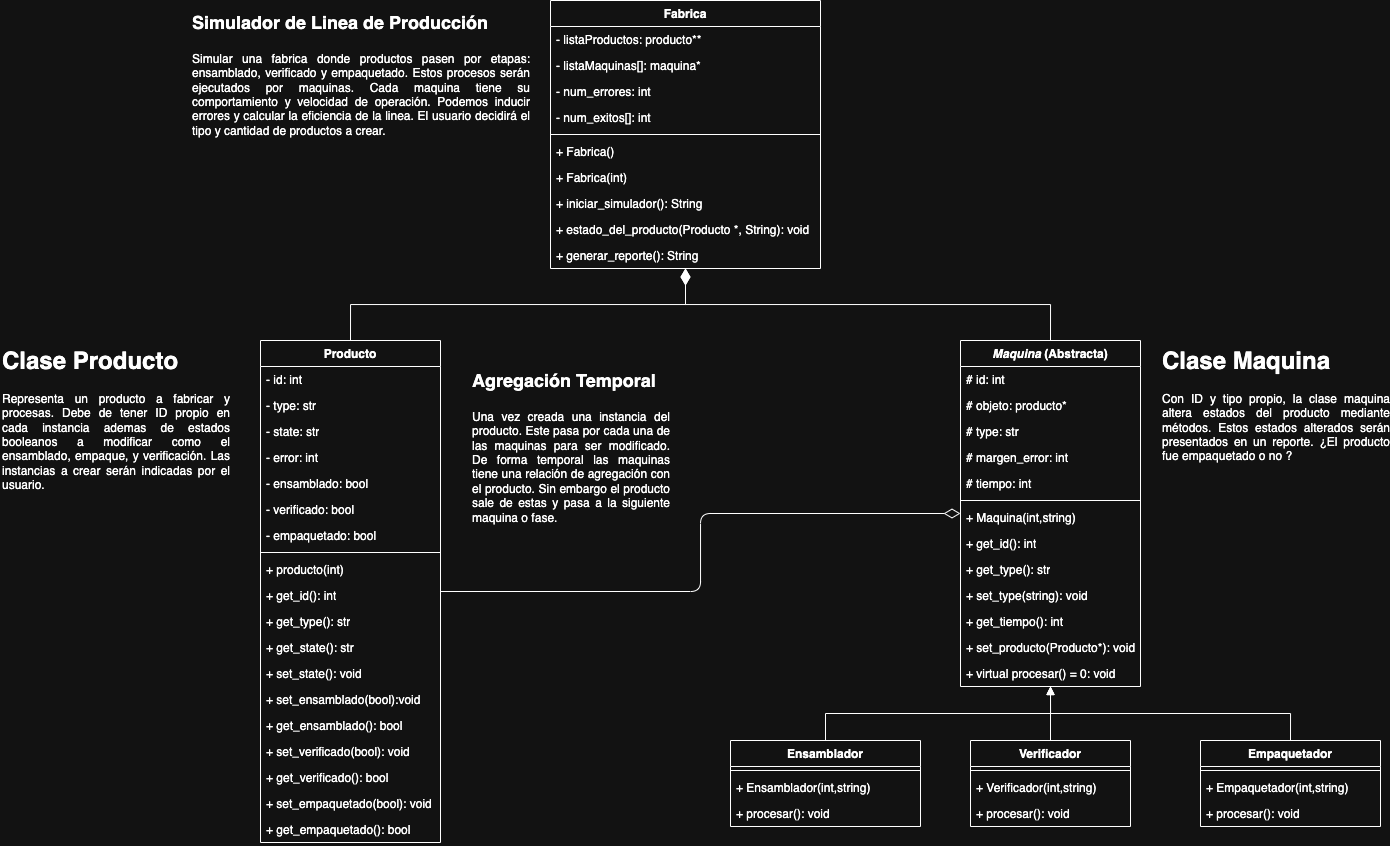 Simulador de Linea de Producción
Simular una fabrica donde productos pasen por etapas:
ensamblado, verificado y empaquetado. Estos procesos serán
ejecutados por maquinas. Cada maquina tiene su
comportamiento y velocidad de operación. Podemos inducir
errores y calcular la eficiencia de la linea. El usuario decidirá el
tipo y cantidad de productos a crear.
Fabrica
- listaProductos: producto**
- listaMaquinas[]: maquina*
- num_errores: int
- num_exitos[]: int
+ Fabrica()
+ Fabrica(int)
+ iniciar_simulador(): String
+ estado_del_producto(Producto *, String): void
+ generar_reporte(): String
Clase Producto
Representa un producto a fabricar y
procesas. Debe de tener ID propio en
cada instancia ademas de estados
booleanos a modificar como el
ensamblado, empaque, y verificación. Las
instancias a crear serán indicadas por el
usuario.
Producto
- id: int
- type: str
- state: str
- error: int
- ensamblado: bool
- verificado: bool
- empaquetado: bool
+ producto(int)
+ get_id(): int
+ get_type(): str
+ get_state(): str
+ set_state(): void
+ set_ensamblado(bool):void
+ get_ensamblado(): bool
+ set_verificado(bool): void
+ get_verificado(): bool
+ set_empaquetado(bool): void
+ get_empaquetado(): bool
Agregación Temporal
Una vez creada una instancia del
producto. Este pasa por cada una de
las maquinas para ser modificado.
De forma temporal las maquinas
tiene una relación de agregación con
el producto. Sin embargo el producto
sale de estas y pasa a la siguiente
maquina o fase.
Maquina (Abstracta)
# id: int
# objeto: producto*
# type: str
# margen_error: int
# tiempo: int
+ Maquina(int,string)
+ get_id(): int
+ get_type(): str
+ set_type(string): void
+ get_tiempo(): int
+ set_producto(Producto*): void
+ virtual procesar() = 0: void
Clase Maquina
Con ID y tipo propio, la clase maquina
altera estados del producto mediante
métodos. Estos estados alterados serán
presentados en un reporte. ¿El producto
fue empaquetado o no ?
Ensamblador
+ Ensamblador(int,string)
+ procesar(): void
Verificador
+ Verificador(int,string)
+ procesar(): void
Empaquetador
+ Empaquetador(int,string)
+ procesar(): void